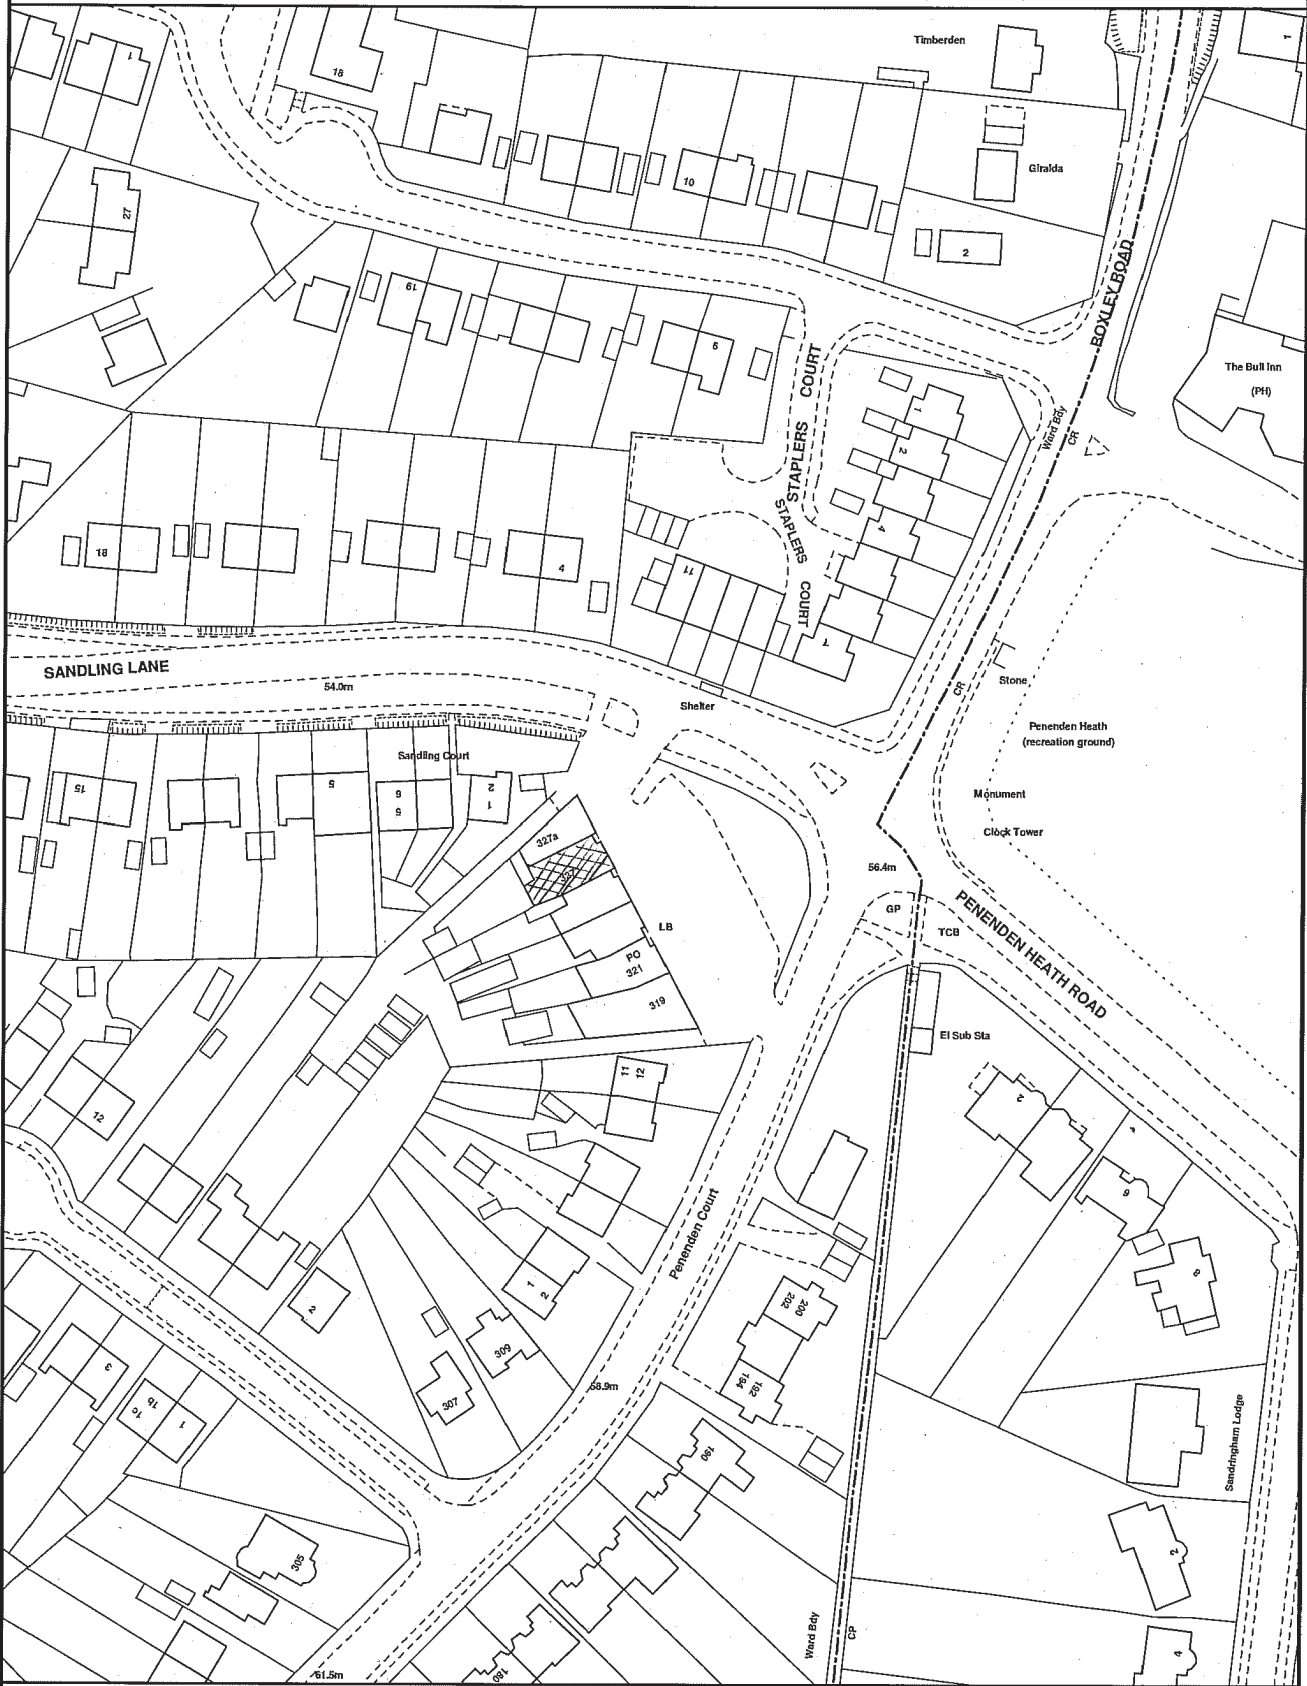 Timberden
1
1
18
Giralda
10
27
2
BOXLEY ROAD
19
6
STAPLERS COURT
The Bull Inn
(PH)
1
Ward Bdy
CR
2
STAPLERS COURT
4
18
4
11
7
SANDLING LANE
54.0m
CR
Stone
Shelter
Penenden Heath
(recreation ground)
Sandling Court
15
5
6
5
2
1
Monument
Clock Tower
327a
327
56.4m
GP
TCB
PENENDEN HEATH ROAD
LB
PO
321
319
El Sub Sta
11
12
2
12
6
Penenden Court
8
1
2
2
202
200
309
3
307
58.9m
194
192
1c
1b
1
190
Sandringham Lodge
305
2
Ward Bdy
CP
4
61.5m
180